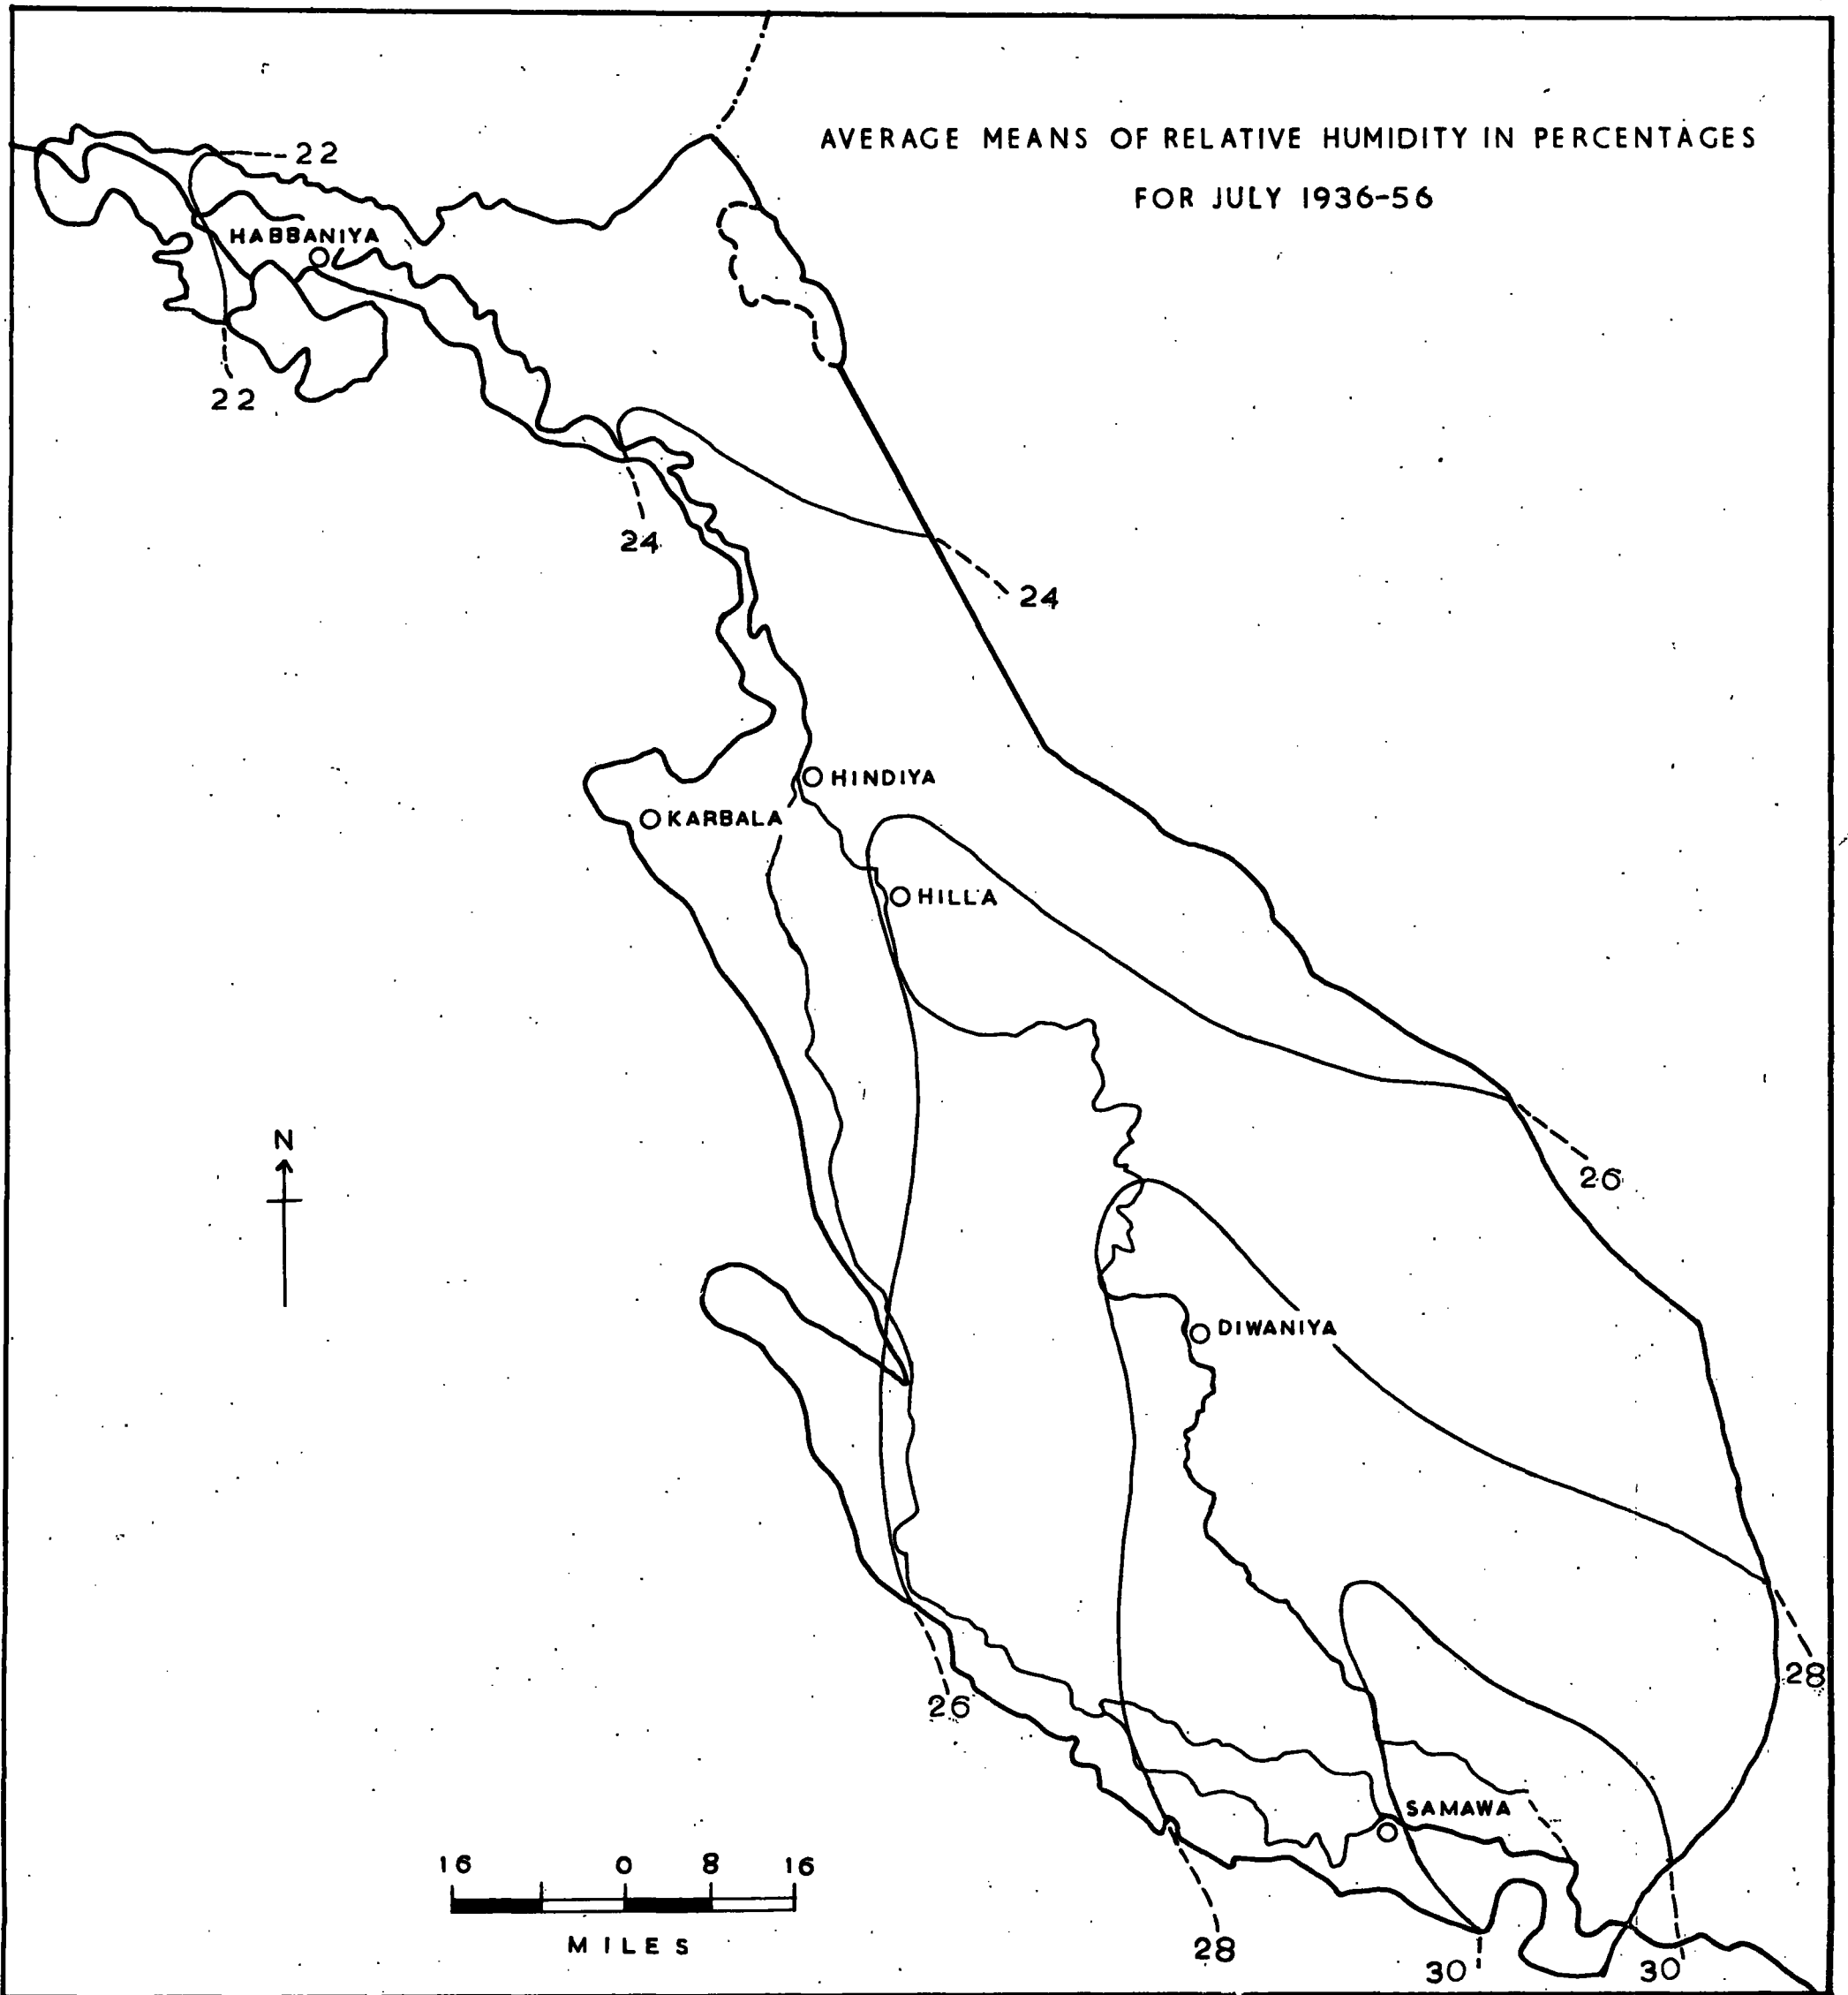 AVERAGE MEANS OF RELATIVE HUMIDITY IN PERCENTAGES
FOR JULY 1936-56
22
HABBANIYA
22
24
24
HINDIYA
KARBALA
HILLA
N
26
DIWANIYA
28
26
SAMAWA
16 0 8 16
MILES
28
30
30